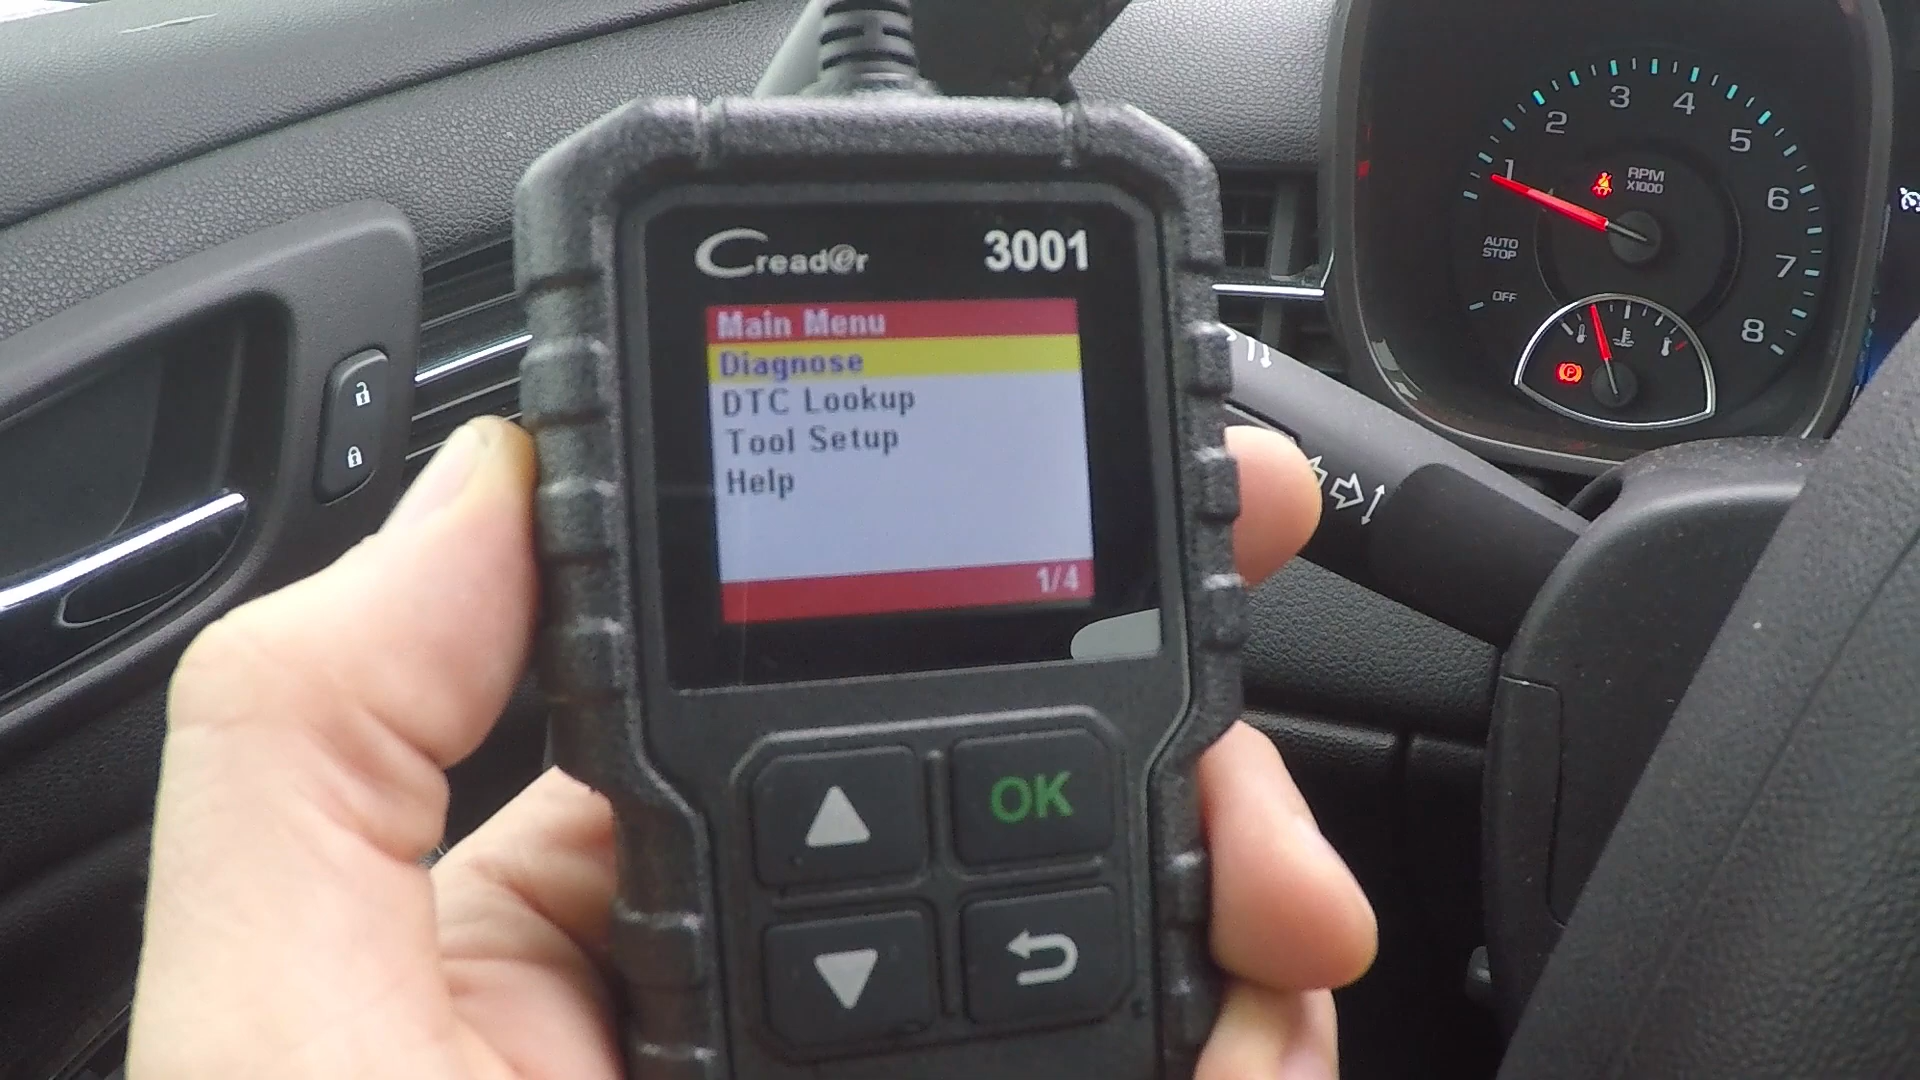 Creader 3001
Main Menu
Diagnose
DTC Lookup
Tool Setup
Help
1/4
OK
1
2
3
4
5
6
7
8
RPM
X1000
AUTO
STOP
OFF
P